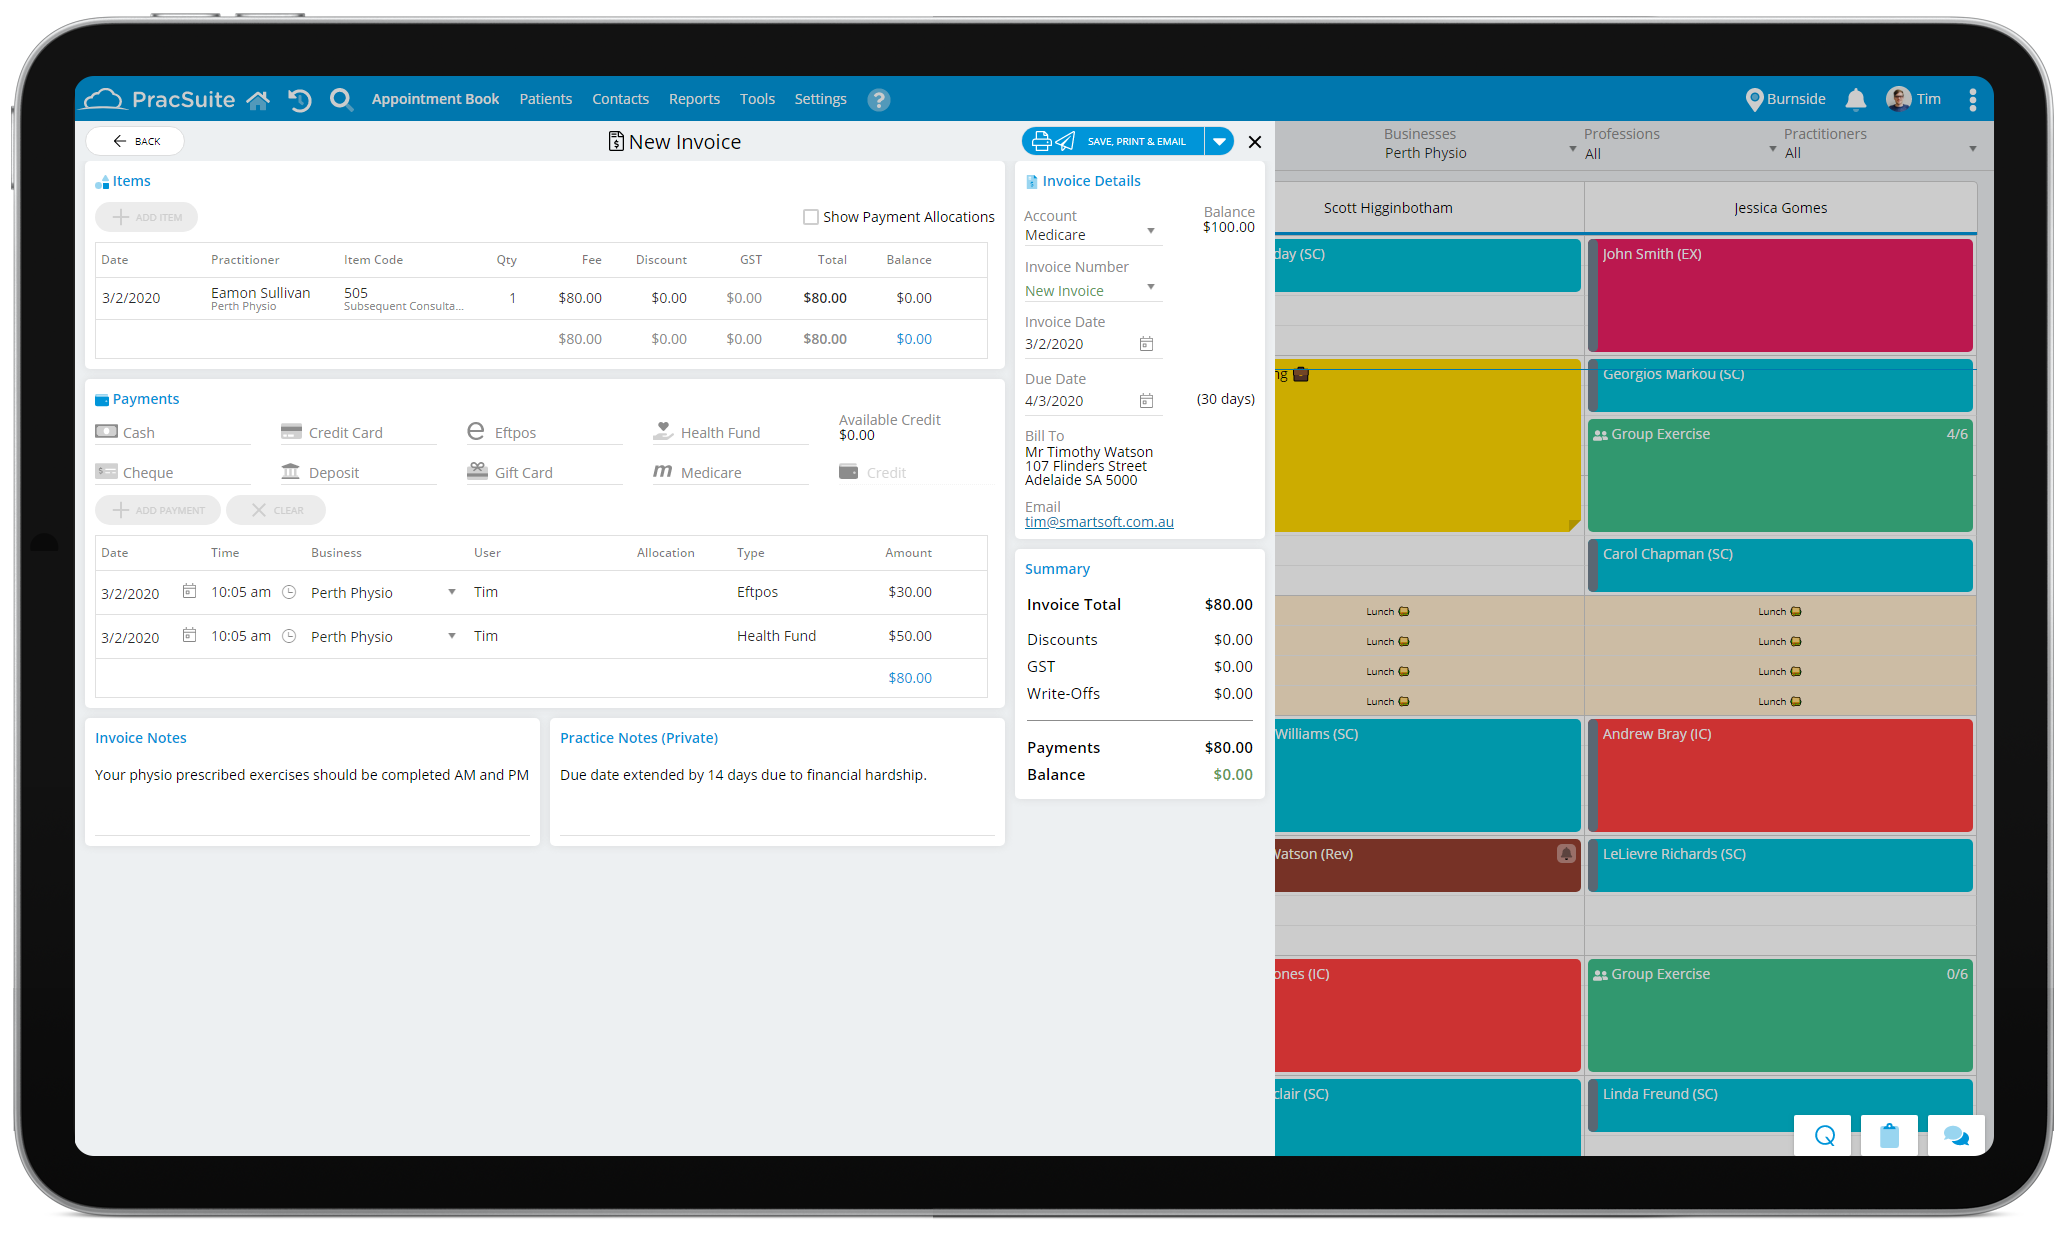 PracSuite
Appointment Book Patients Contacts Reports Tools Settings ?
Burnside Tim
BACK
New Invoice
SAVE, PRINT & EMAIL
Items
ADD ITEM
Show Payment Allocations
Date Practitioner Item Code Qty Fee Discount GST Total Balance
3/2/2020 Eamon Sullivan 505 1 $80.00 $0.00 $0.00 $80.00 $0.00
Perth Physio Subsequent Consulta...
$80.00 $0.00 $0.00 $80.00 $0.00
Payments
Cash Credit Card Eftpos Health Fund
Available Credit
$0.00
Cheque Deposit Gift Card Medicare Credit
ADD PAYMENT CLEAR
Date Time Business User Allocation Type Amount
3/2/2020 10:05 am Perth Physio Tim Eftpos $30.00
3/2/2020 10:05 am Perth Physio Tim Health Fund $50.00
$80.00
Invoice Notes
Your physio prescribed exercises should be completed AM and PM
Practice Notes (Private)
Due date extended by 14 days due to financial hardship.
Invoice Details
Account Balance
Medicare $100.00
Invoice Number
New Invoice
Invoice Date
3/2/2020
Due Date
4/3/2020 (30 days)
Bill To
Mr Timothy Watson
107 Flinders Street
Adelaide SA 5000
Email
tim@smartsoft.com.au
Summary
Invoice Total $80.00
Discounts $0.00
GST $0.00
Write-Offs $0.00
Payments $80.00
Balance $0.00
Businesses Professions Practitioners
Perth Physio All All
Scott Higginbotham Jessica Gomes
day (SC)
ng
Lunch
Lunch
Lunch
Lunch
Williams (SC)
Watson (Rev)
ones (IC)
clair (SC)
John Smith (EX)
Georgios Markou (SC)
Group Exercise 4/6
Carol Chapman (SC)
Lunch
Lunch
Lunch
Lunch
Andrew Bray (IC)
LeLievre Richards (SC)
Group Exercise 0/6
Linda Freund (SC)